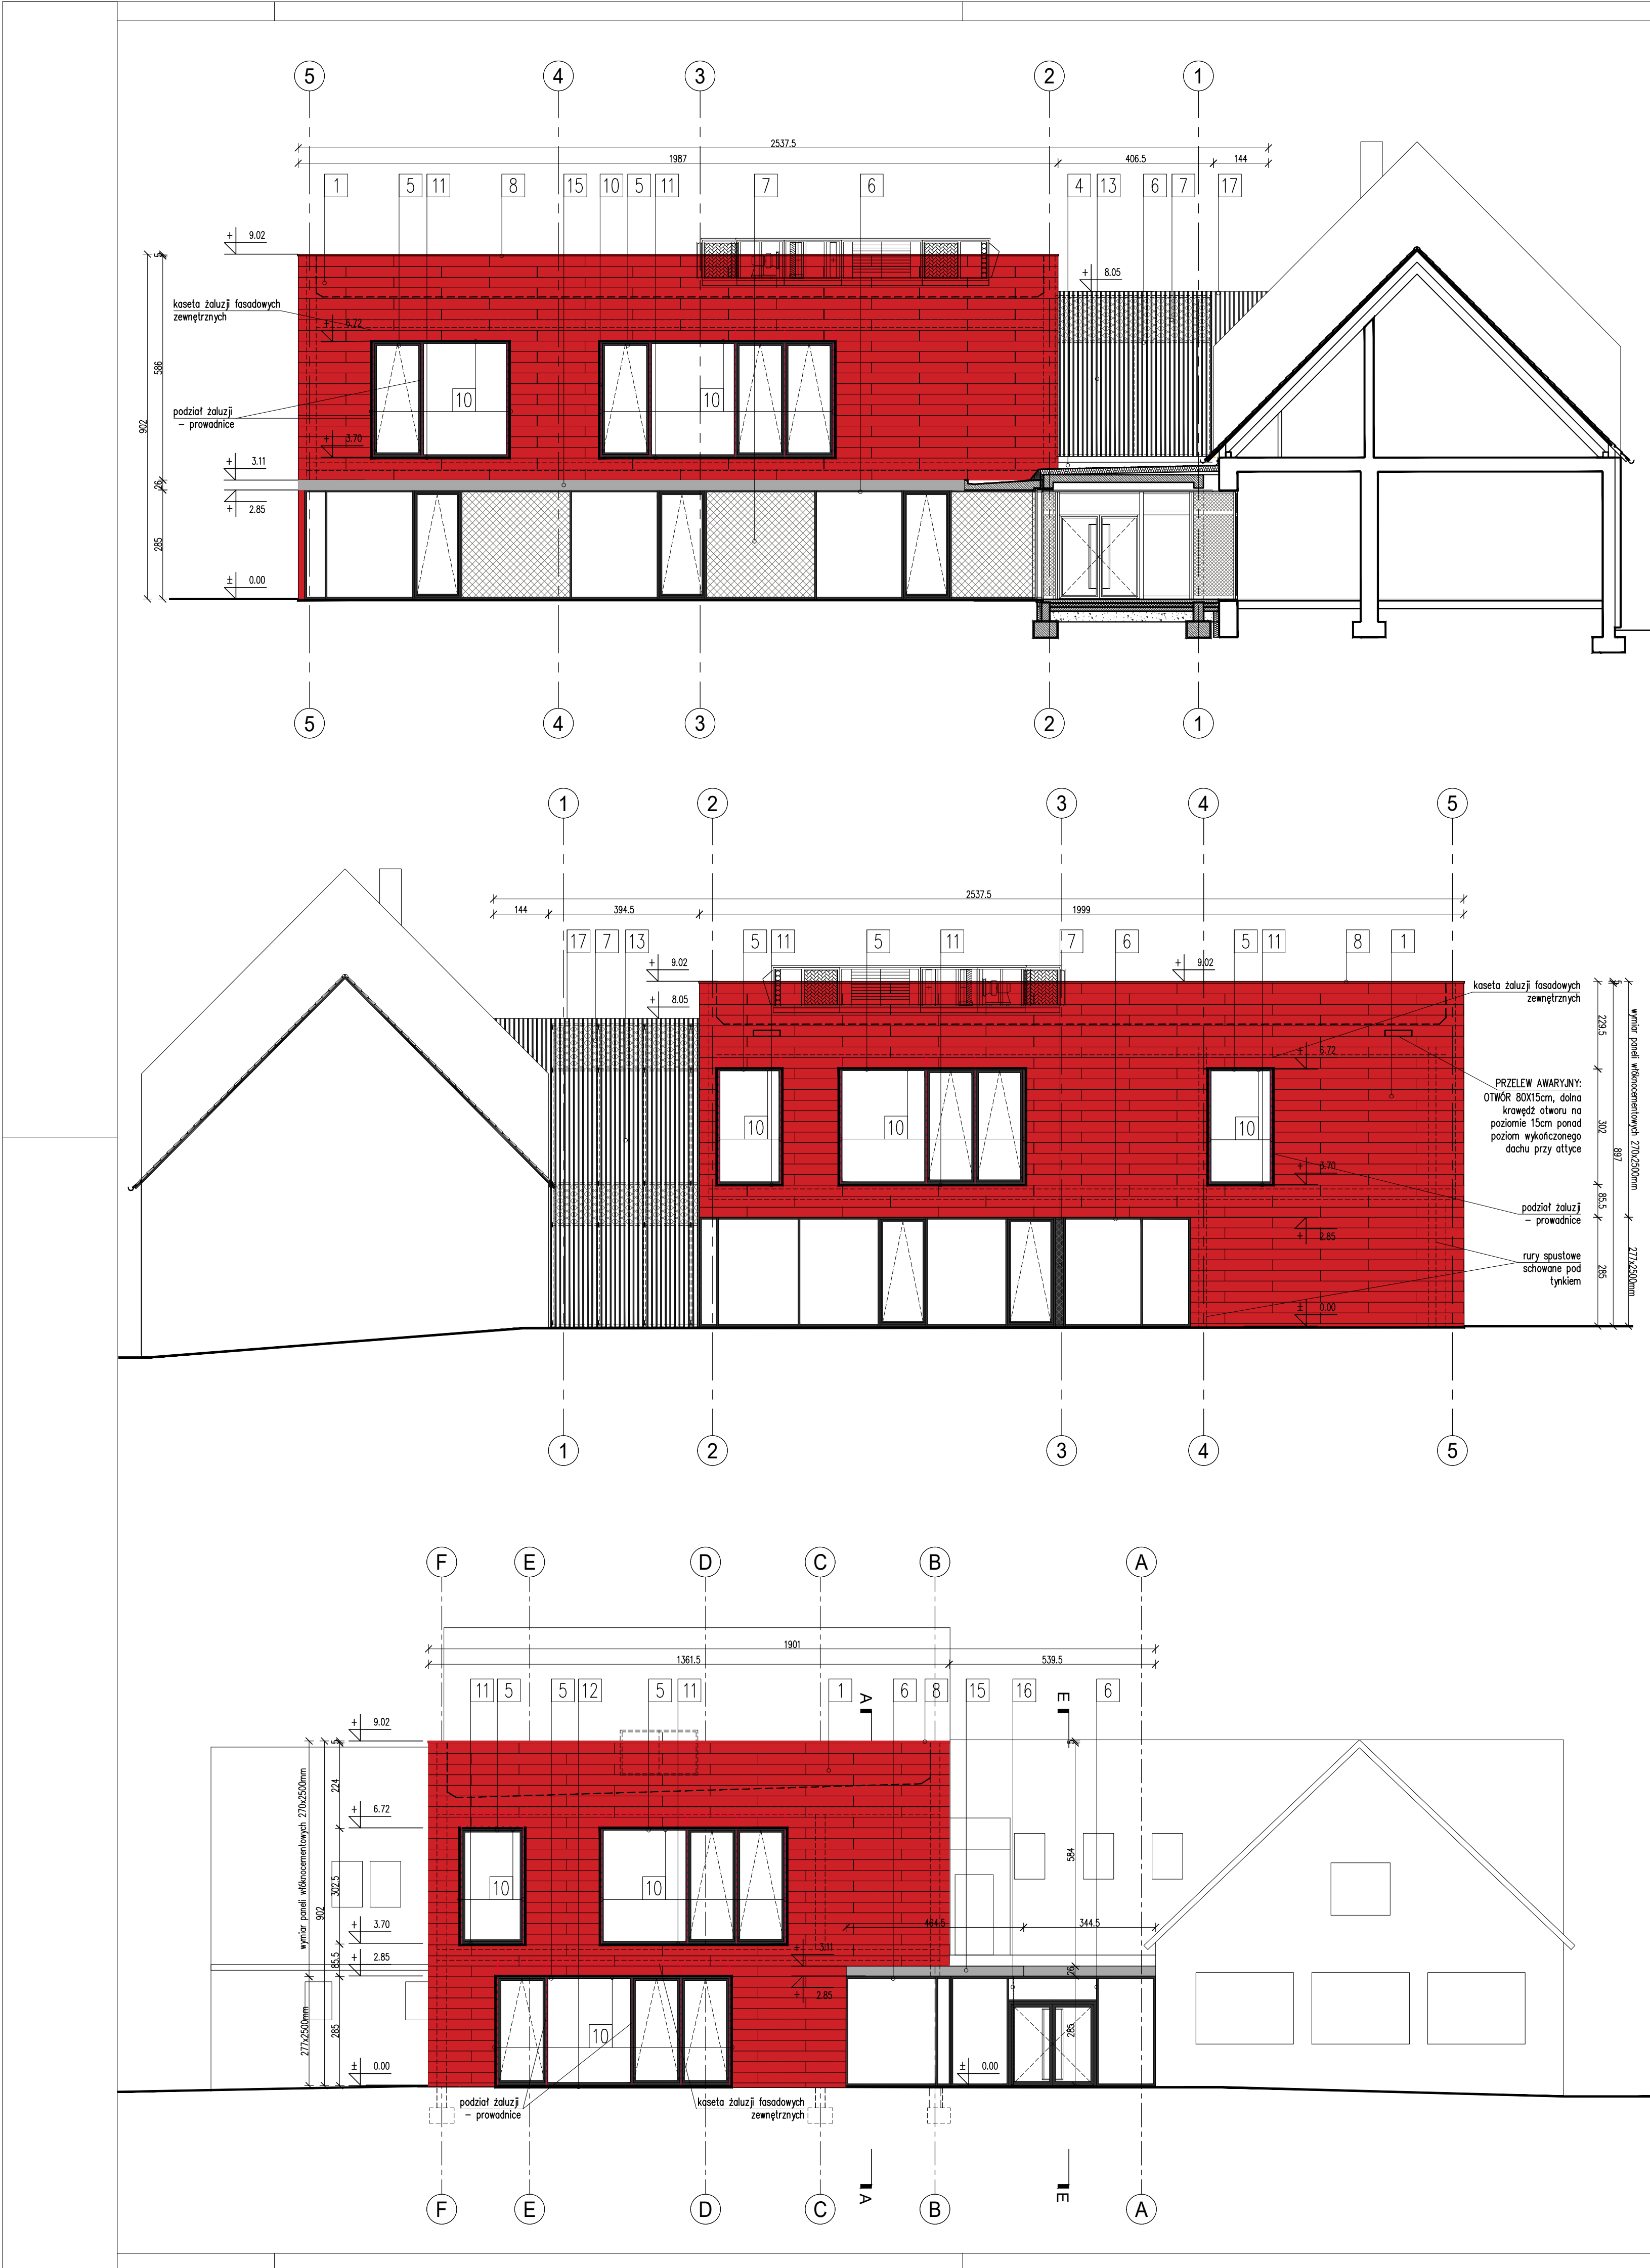 5 4 3 2 1
2537.5
1987 406.5 144
1 5 11 8 15 10 5 11 7 6 4 13 6 7 17
+ 9.02
+ 8.05
5
kaseta żaluzji fasadowych
zewnętrznych
+ 6.72
586
10 10
podział żaluzji
– prowadnice
902
+ 3.70
+ 3.11
26
+ 2.85
285
± 0.00
5 4 3 2 1
1 2 3 4 5
2537.5
144 394.5 1999
17 7 13 5 11 5 11 7 6 5 11 8 1
+ 9.02 + 9.02
+ 8.05
kaseta żaluzji fasadowych
zewnętrznych
5
229.5
wymiar paneli włóknocementowych 270x2500mm
+ 6.72
PRZELEW AWARYJNY:
OTWÓR 80X15cm, dolna
krawędź otworu na
poziomie 15cm ponad
poziom wykończonego
dachu przy attyce
10 10 10
302
897
+ 3.70
85.5
podział żaluzji
– prowadnice
+ 2.85
rury spustowe
schowane pod
tynkiem
285
277x2500mm
± 0.00
1 2 3 4 5
F E D C B A
1901
1361.5 539.5
11 5 5 12 5 11 1 6 8 15 16 6
A E
+ 9.02
5 5
224
wymiar paneli włóknocementowych 270x2500mm
+ 6.72
584
302.5
902
10 10
+ 3.70
464.5 344.5
+ 3.11
85.5
+ 2.85
26
+ 2.85
277x2500mm
285
10
285
± 0.00 ± 0.00
podział żaluzji
– prowadnice
kaseta żaluzji fasadowych
zewnętrznych
A E
F E D C B A